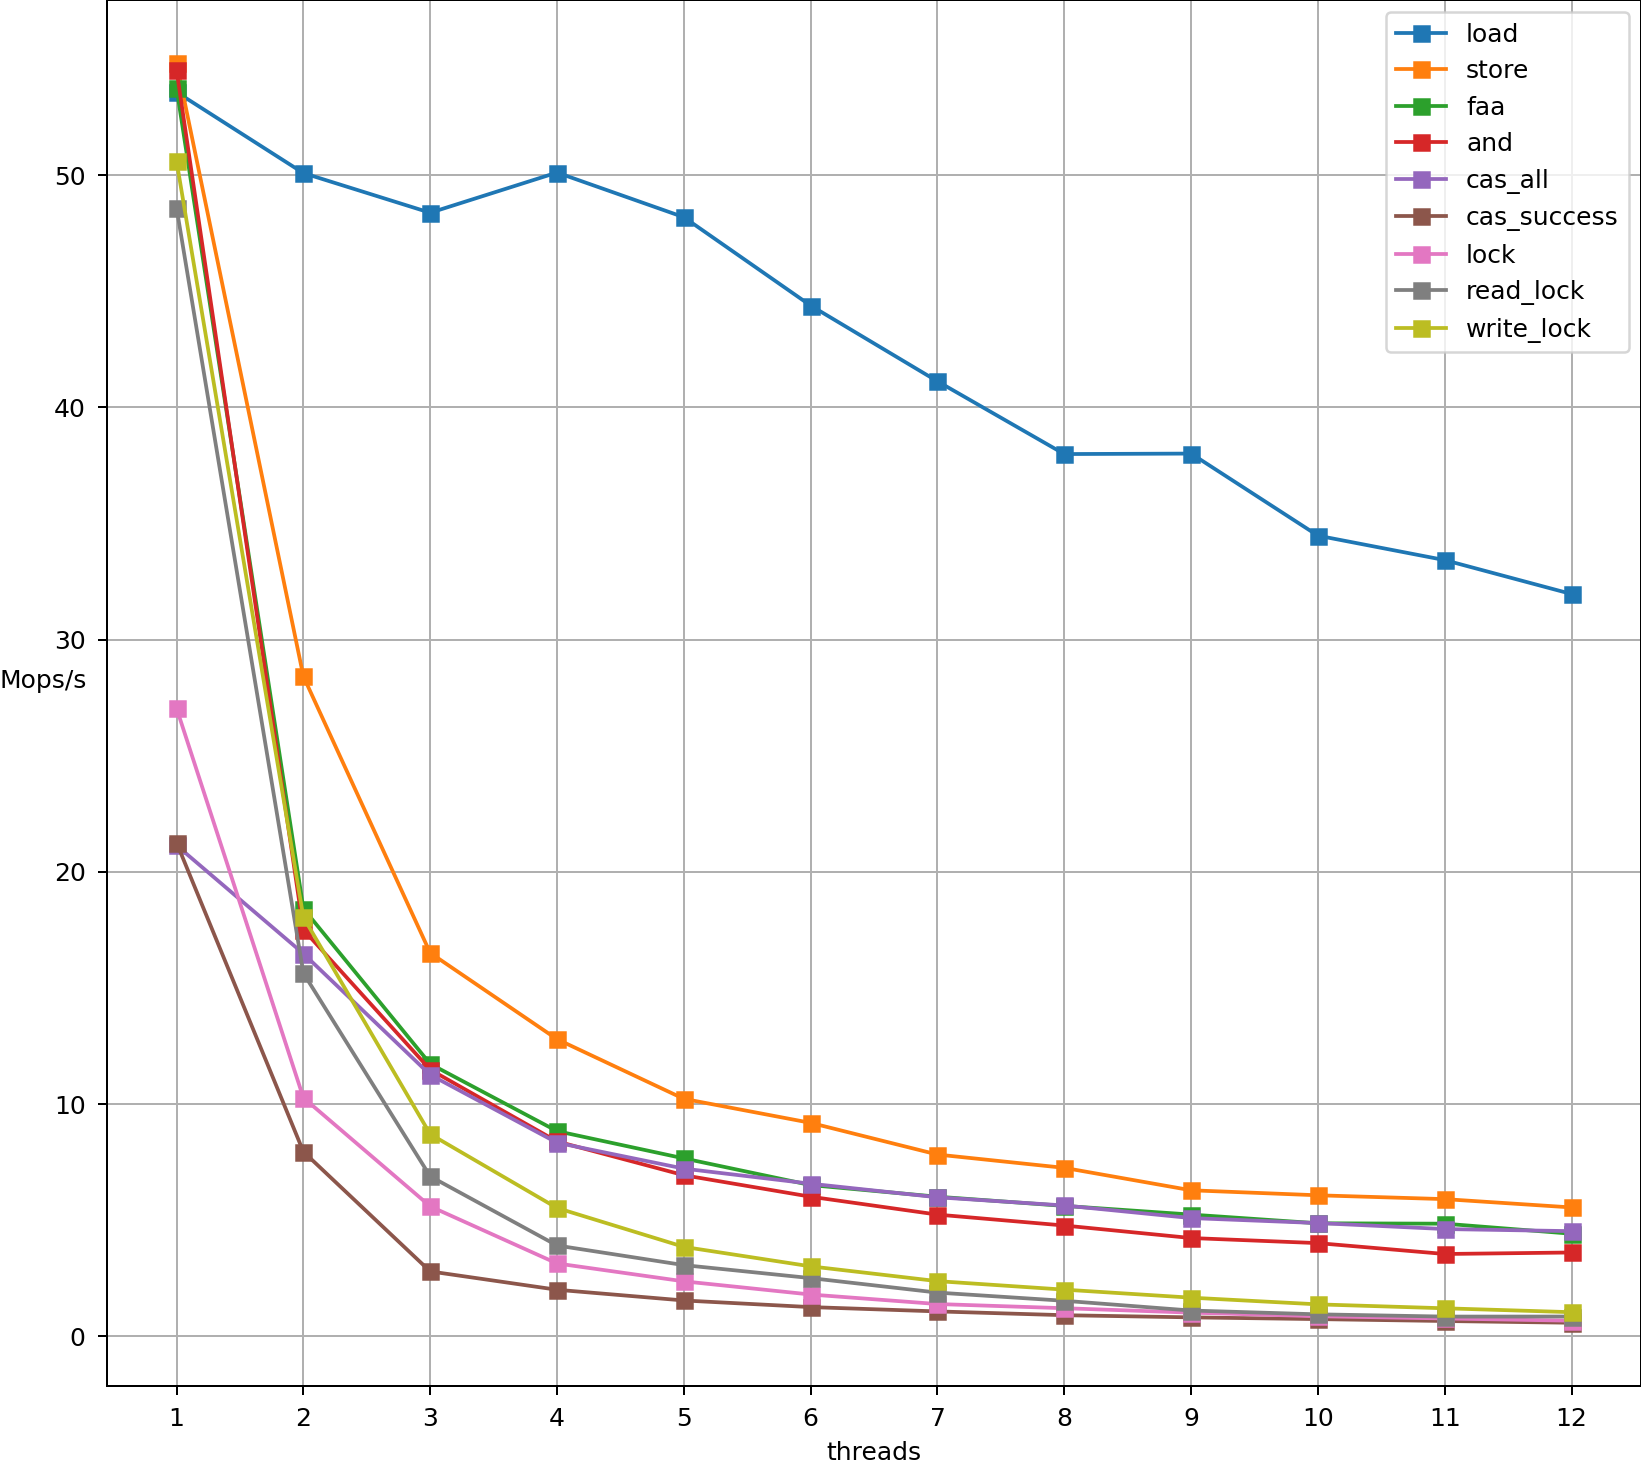 load
store
faa
and
cas_all
cas_success
lock
read_lock
write_lock
50
40
30
Mops/s
20
10
0
1 2 3 4 5 6 7 8 9 10 11 12
threads